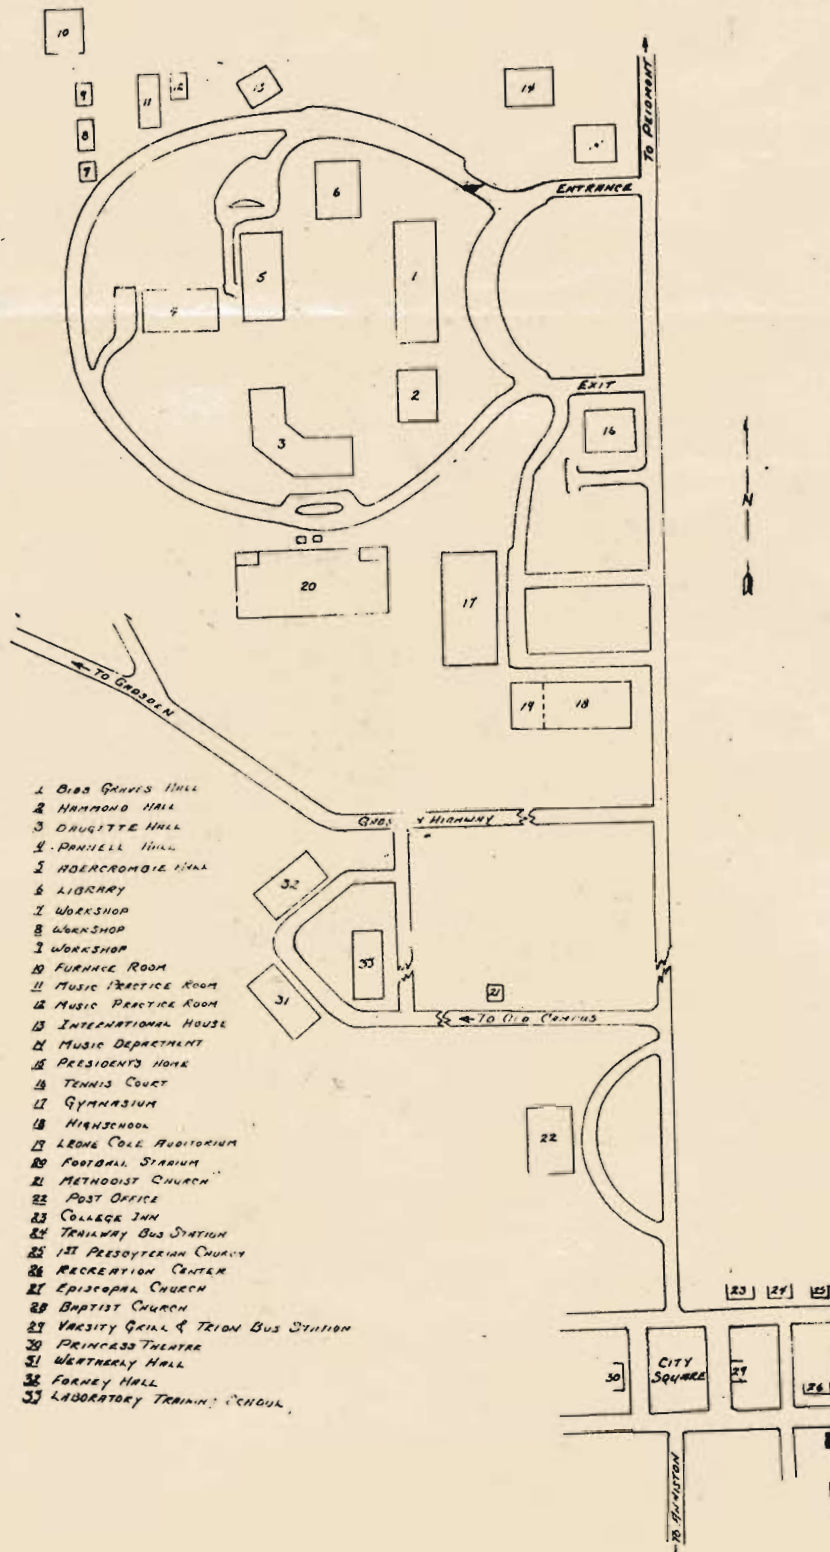 10
9
11
12
13
14
8
7
TO PEIDMONT
ENTRANCE
6
5
1
4
EXIT
2
16
3
N
20
17
← TO GADSDEN
19
18
HIGHWAY
32
33
31
21
← TO OLD CAMPUS
22
23
24
25
30
CITY
SQUARE
29
26
TO ANNISTON
1 BIBB GRAVES HALL
2 HAMMOND HALL
3 DAUGETTE HALL
4 PANNELL HALL
5 ABERCROMBIE HALL
6 LIBRARY
7 WORKSHOP
8 WORKSHOP
9 WORKSHOP
10 FURNACE ROOM
11 MUSIC PRACTICE ROOM
12 MUSIC PRACTICE ROOM
13 INTERNATIONAL HOUSE
14 MUSIC DEPARTMENT
15 PRESIDENT'S HOME
16 TENNIS COURT
17 GYMNASIUM
18 HIGHSCHOOL
19 LEONE COLE AUDITORIUM
20 FOOTBALL STADIUM
21 METHODIST CHURCH
22 POST OFFICE
23 COLLEGE INN
24 TRAILWAY BUS STATION
25 1ST PRESBYTERIAN CHURCH
26 RECREATION CENTER
27 EPISCOPAL CHURCH
28 BAPTIST CHURCH
29 VARSITY GRILL & TRION BUS STATION
30 PRINCESS THEATRE
31 WEATHERLY HALL
32 FORNEY HALL
33 LABORATORY TRAINING SCHOOL